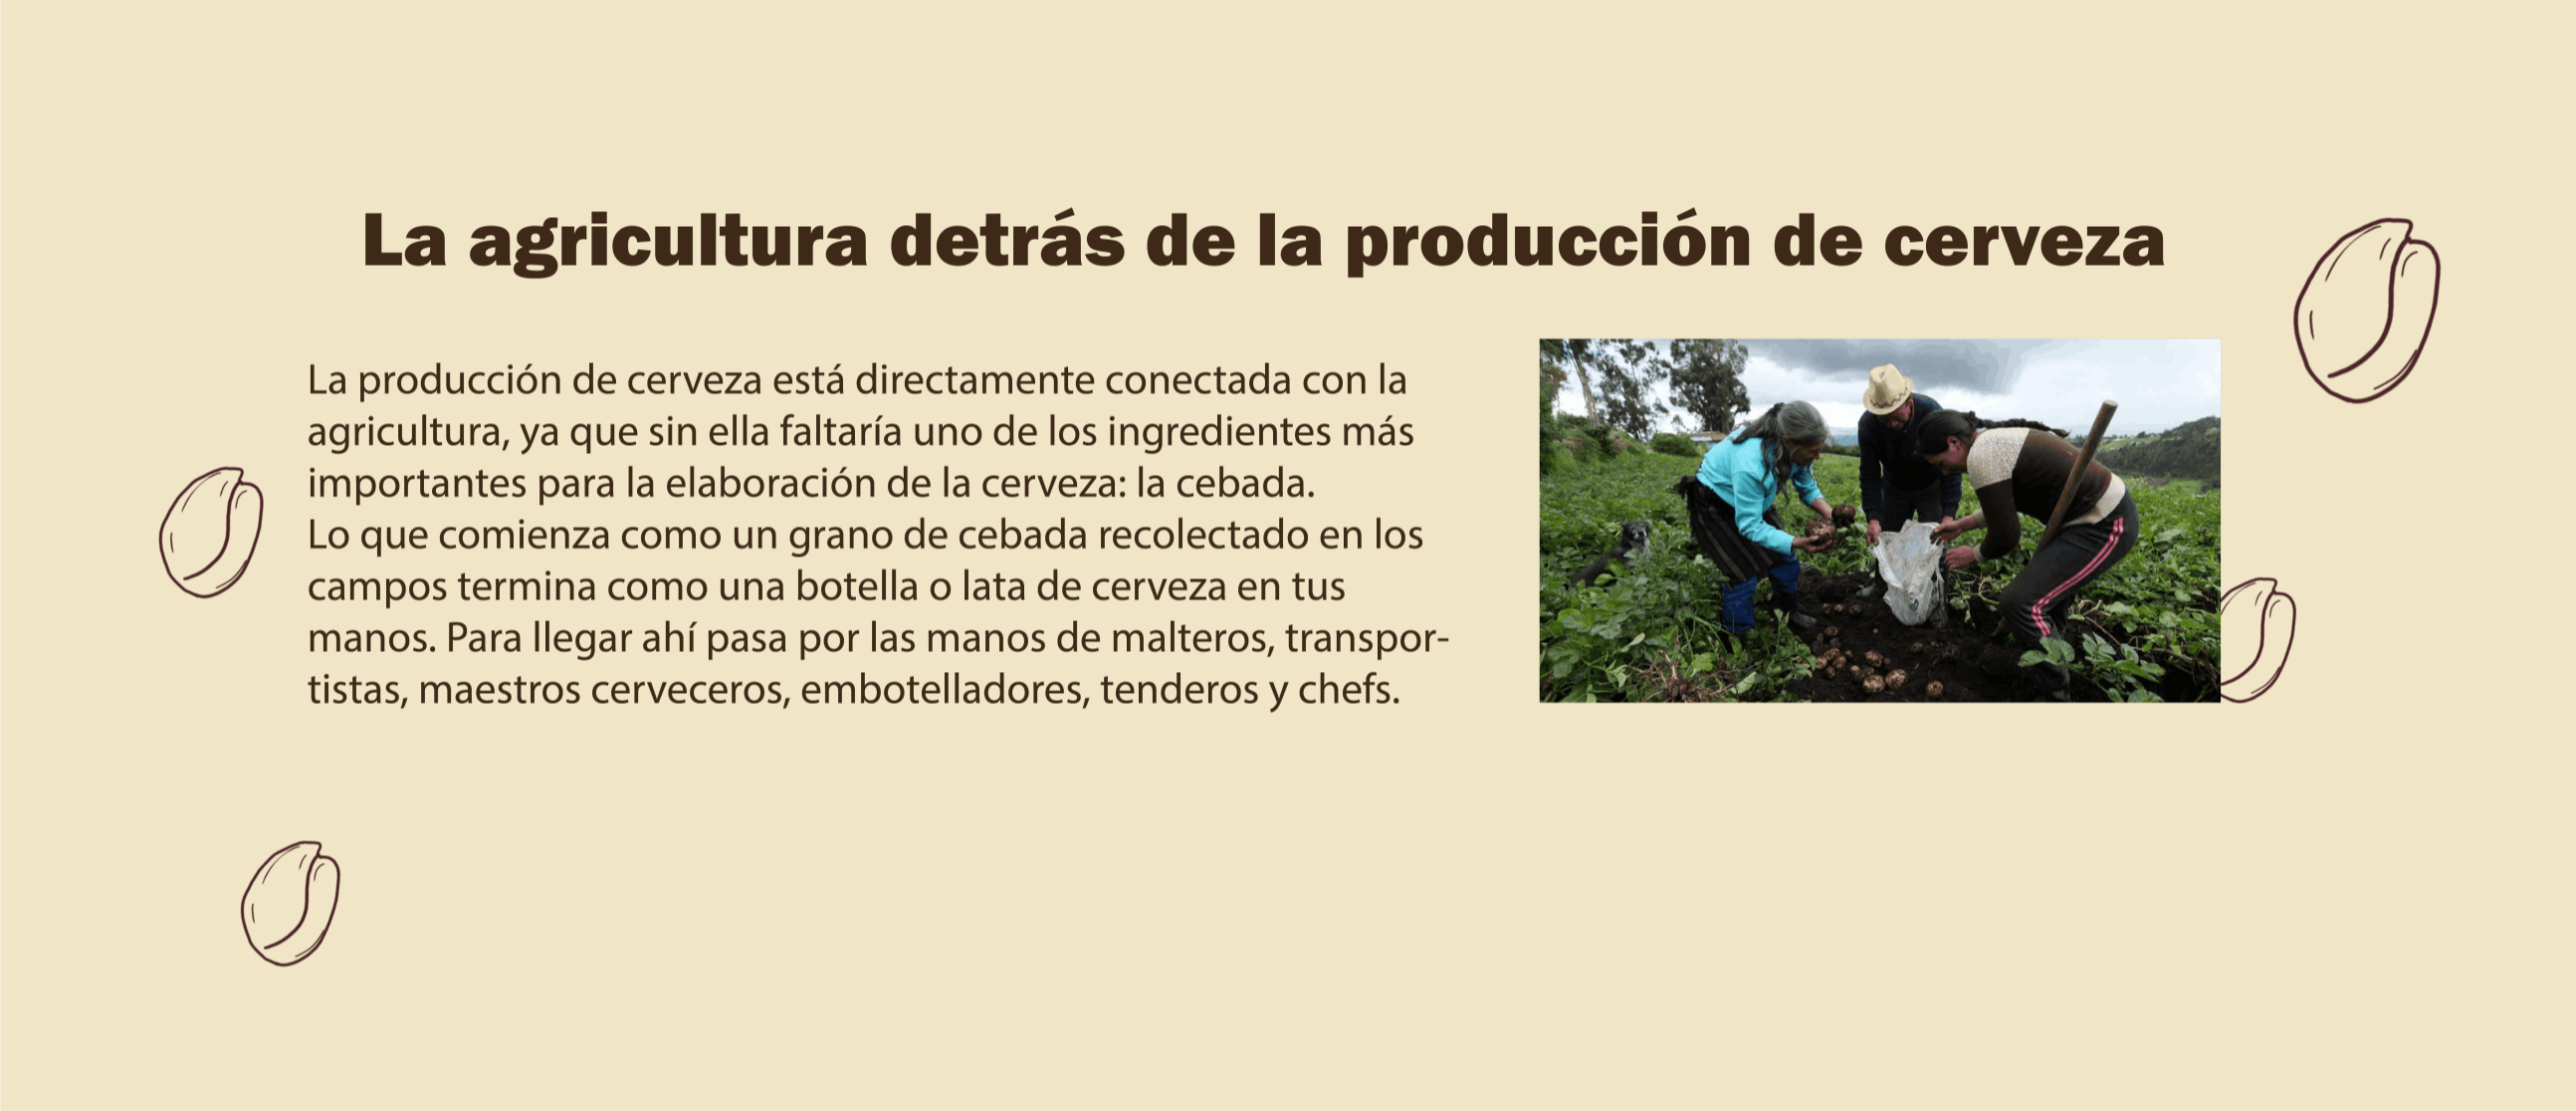 La agricultura detrás de la producción de cerveza
La producción de cerveza está directamente conectada con la
agricultura, ya que sin ella faltaría uno de los ingredientes más
importantes para la elaboración de la cerveza: la cebada.
Lo que comienza como un grano de cebada recolectado en los
campos termina como una botella o lata de cerveza en tus
manos. Para llegar ahí pasa por las manos de malteros, transpor-
tistas, maestros cerveceros, embotelladores, tenderos y chefs.